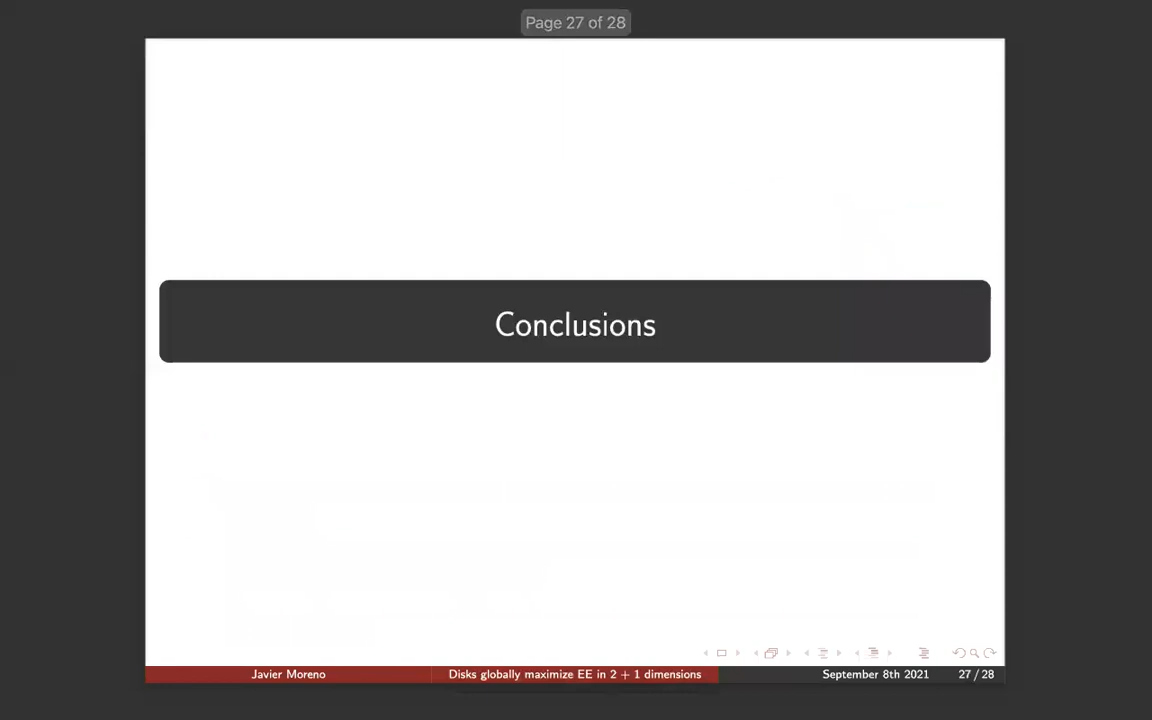 Page 27 of 28
Conclusions
Javier Moreno
Disks globally maximize EE in 2 + 1 dimensions
September 8th 2021
27 / 28